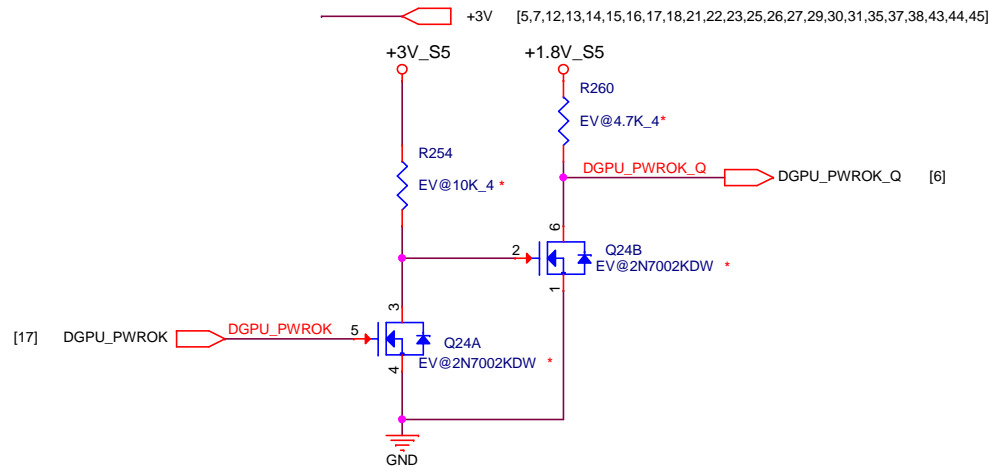 +3V [5,7,12,13,14,15,16,17,18,21,22,23,25,26,27,29,30,31,35,37,38,43,44,45]
+3V_S5
+1.8V_S5
R260
EV@4.7K_4*
R254
EV@10K_4 *
DGPU_PWROK_Q
DGPU_PWROK_Q [6]
6
2
Q24B
EV@2N7002KDW *
1
3
[17] DGPU_PWROK
DGPU_PWROK
5
Q24A
EV@2N7002KDW *
4
GND